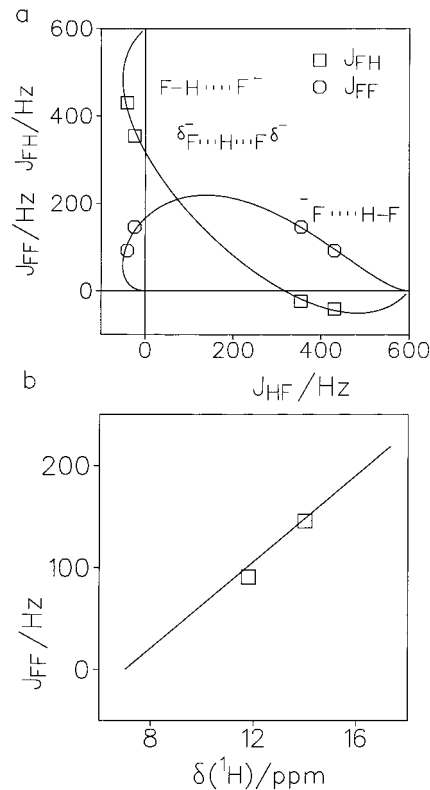 a
600
400
200
0
J_FF /Hz J_FH /Hz
□ J_FH
○ J_FF
F–H·····F⁻
δ⁻F···H···Fδ⁻
⁻F·····H–F
0 200 400 600
J_HF /Hz
b
200
100
0
J_FF /Hz
8 12 16
δ(¹H)/ppm